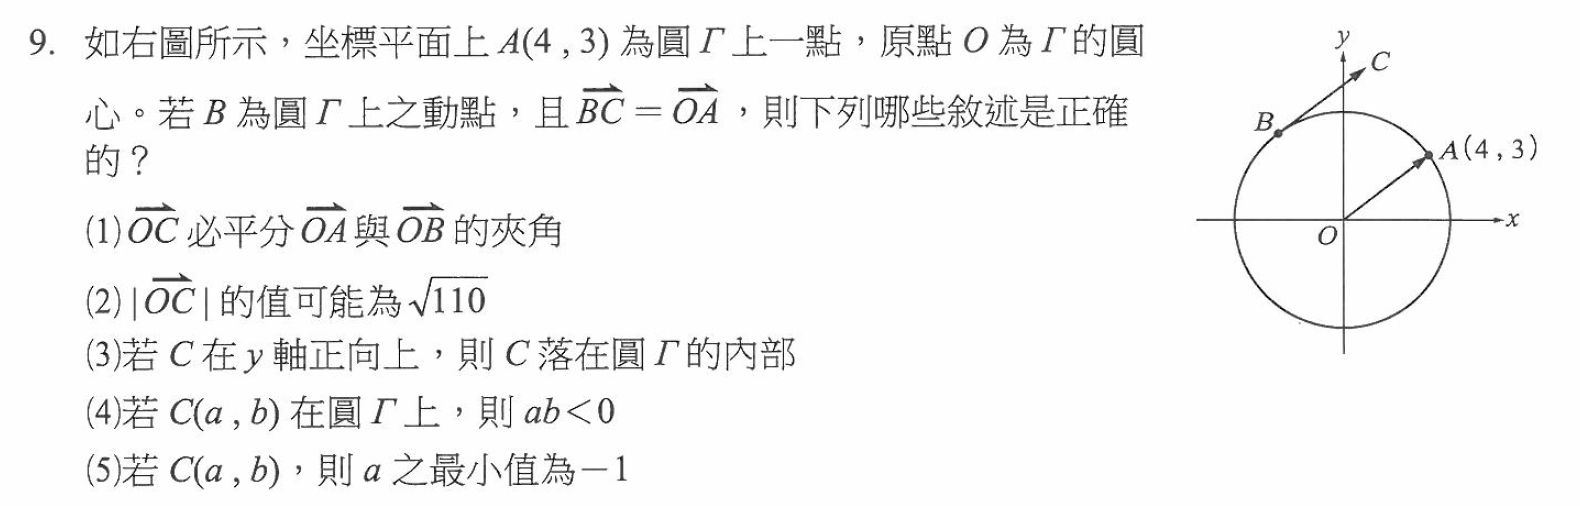 9. 如右圖所示，坐標平面上 A(4 , 3) 為圓 Γ 上一點，原點 O 為 Γ 的圓
心。若 B 為圓 Γ 上之動點，且 $\overrightarrow{BC}=\overrightarrow{OA}$，則下列哪些敘述是正確
的？
(1) $\overrightarrow{OC}$ 必平分 $\overrightarrow{OA}$ 與 $\overrightarrow{OB}$ 的夾角
(2) |$\overrightarrow{OC}$| 的值可能為 $\sqrt{110}$
(3)若 C 在 y 軸正向上，則 C 落在圓 Γ 的內部
(4)若 C(a , b) 在圓 Γ 上，則 ab＜0
(5)若 C(a , b)，則 a 之最小值為－1
y
C
B
A(4 , 3)
O
x